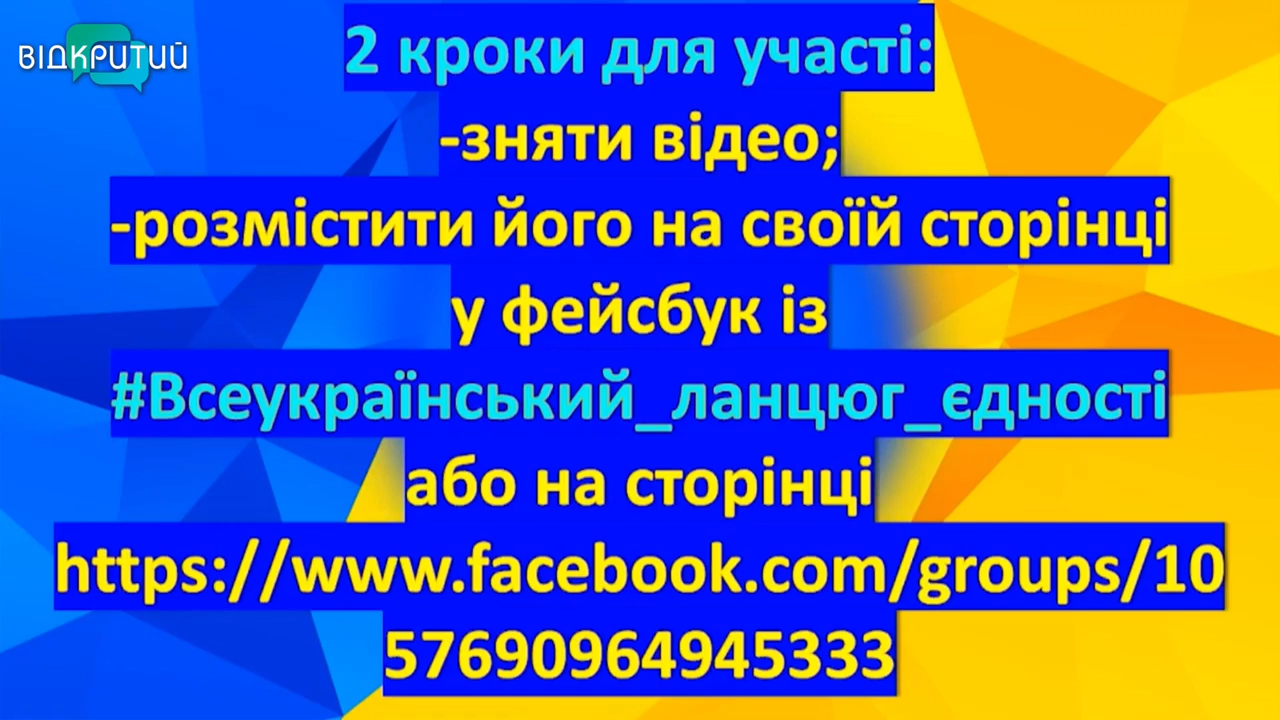 ВІДКРИТИЙ
2 кроки для участі:
-зняти відео;
-розмістити його на своїй сторінці
у фейсбук із
#Всеукраїнський_ланцюг_єдності
або на сторінці
https://www.facebook.com/groups/10
57690964945333